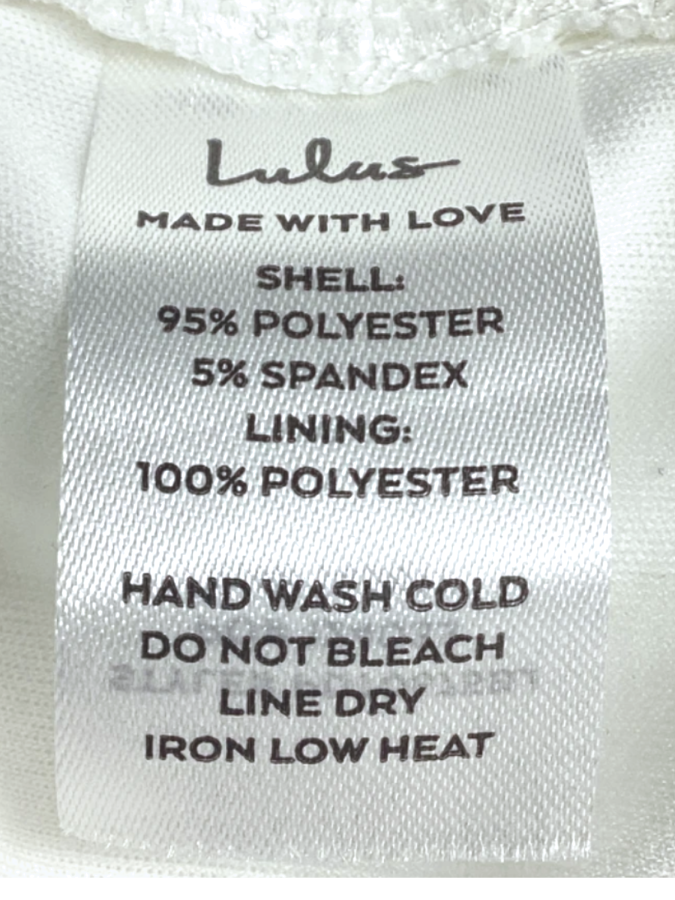 Lulus
MADE WITH LOVE
SHELL:
95% POLYESTER
5% SPANDEX
LINING:
100% POLYESTER
HAND WASH COLD
DO NOT BLEACH
LINE DRY
IRON LOW HEAT